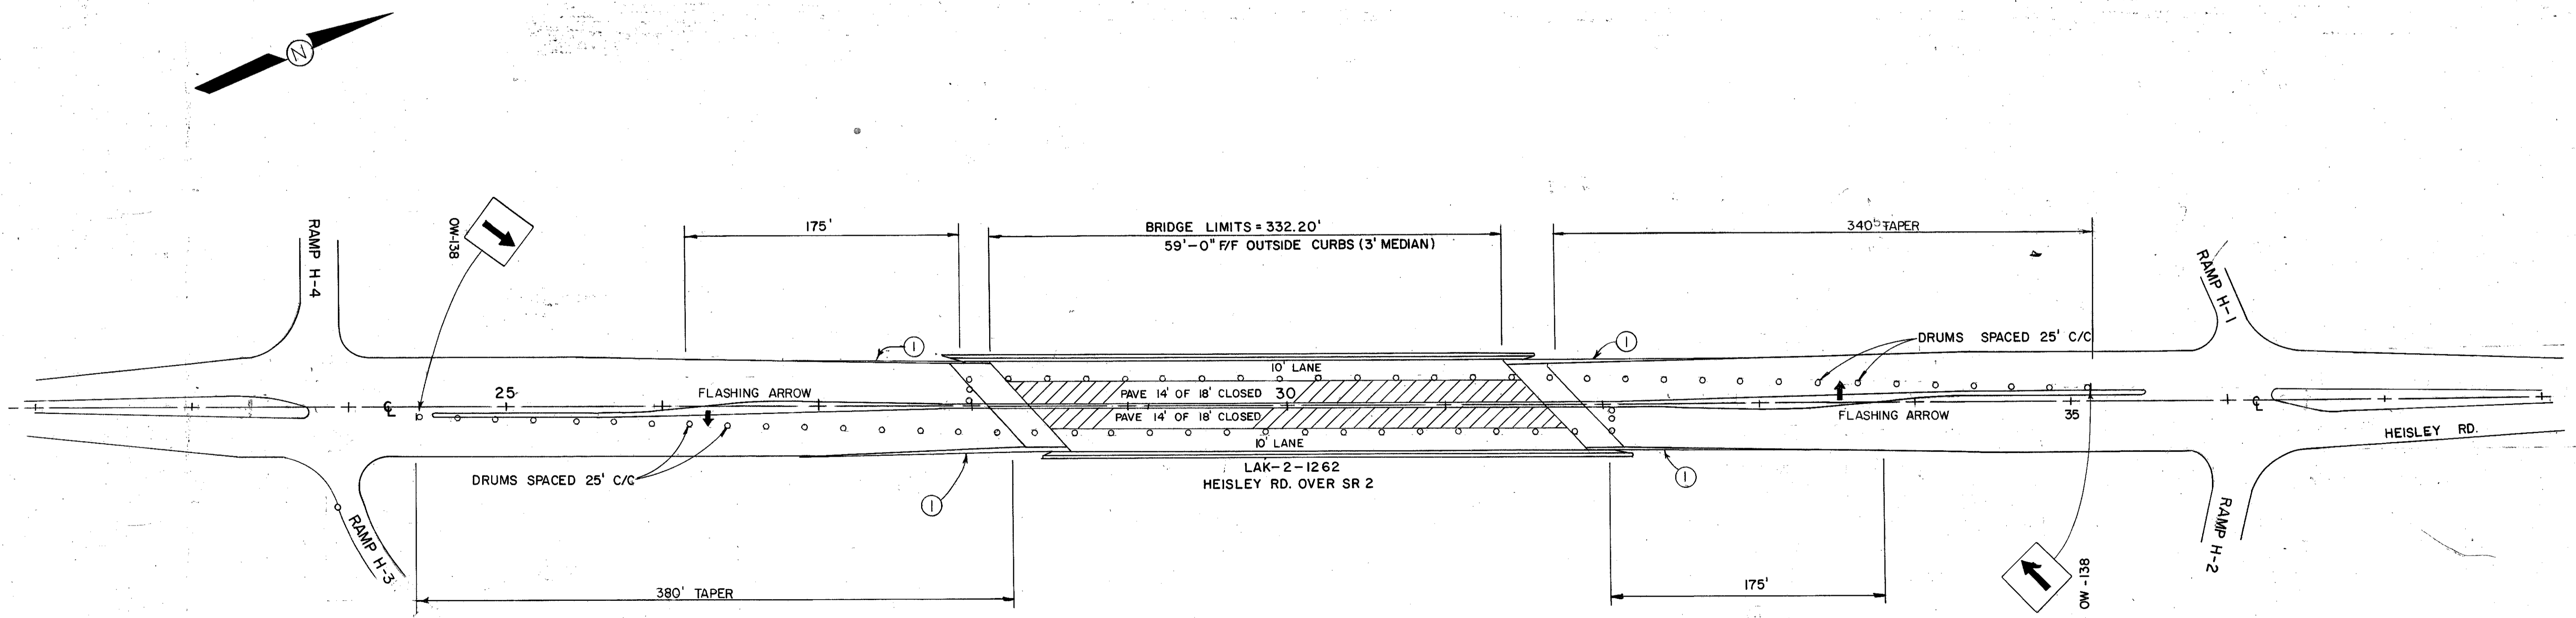 N
RAMP H-4
OW-138
175'
BRIDGE LIMITS = 332.20'
59'-0" F/F OUTSIDE CURBS (3' MEDIAN)
340' TAPER
RAMP H-1
1
1
DRUMS SPACED 25' C/C
10' LANE
25
FLASHING ARROW
PAVE 14' OF 18' CLOSED
30
℄
PAVE 14' OF 18' CLOSED
FLASHING ARROW
35
℄
10' LANE
HEISLEY RD.
DRUMS SPACED 25' C/C
LAK-2-1262
HEISLEY RD. OVER SR 2
1
1
RAMP H-3
RAMP H-2
380' TAPER
175'
OW-138